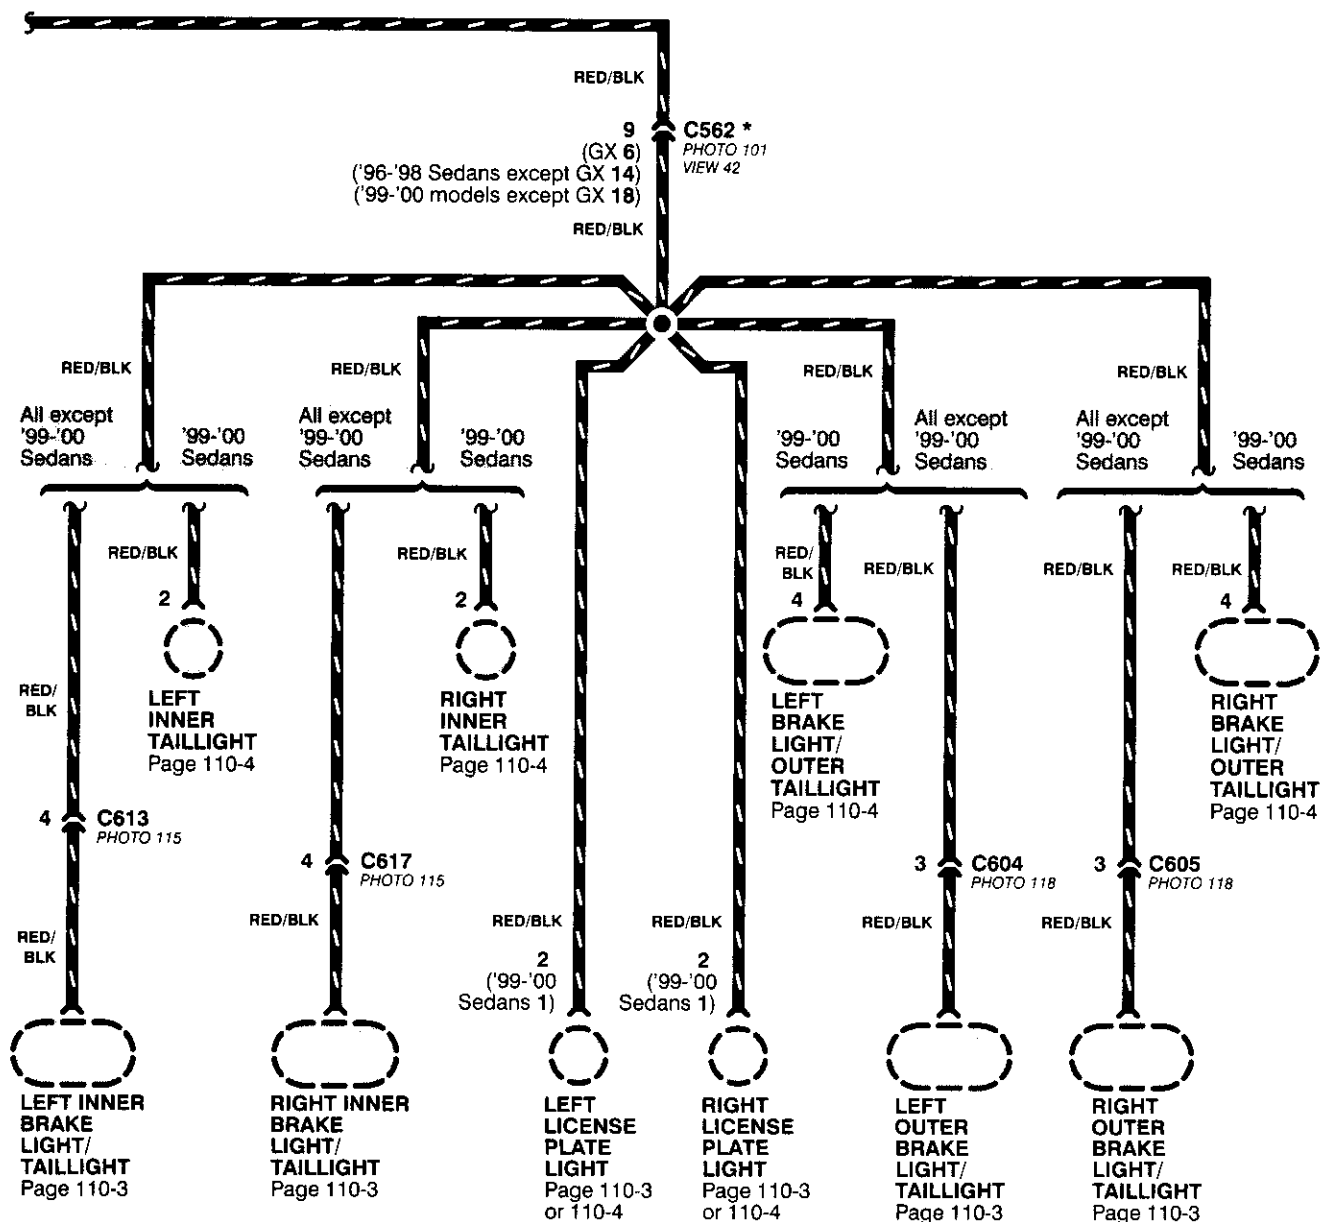 RED/BLK
9
C562 *
(GX 6)
PHOTO 101
('96-'98 Sedans except GX 14)
VIEW 42
('99-'00 models except GX 18)
RED/BLK
RED/BLK
RED/BLK
RED/BLK
RED/BLK
All except
'99-'00
Sedans
'99-'00
Sedans
All except
'99-'00
Sedans
'99-'00
Sedans
'99-'00
Sedans
All except
'99-'00
Sedans
All except
'99-'00
Sedans
'99-'00
Sedans
RED/BLK
RED/BLK
RED/
BLK
RED/BLK
RED/BLK
RED/BLK
2
2
4
4
LEFT
INNER
TAILLIGHT
Page 110-4
RIGHT
INNER
TAILLIGHT
Page 110-4
LEFT
BRAKE
LIGHT/
OUTER
TAILLIGHT
Page 110-4
RIGHT
BRAKE
LIGHT/
OUTER
TAILLIGHT
Page 110-4
RED/
BLK
4
C613
PHOTO 115
4
C617
PHOTO 115
3
C604
PHOTO 118
3
C605
PHOTO 118
RED/
BLK
RED/BLK
RED/BLK
RED/BLK
RED/BLK
RED/BLK
2
('99-'00
Sedans 1)
2
('99-'00
Sedans 1)
LEFT INNER
BRAKE
LIGHT/
TAILLIGHT
Page 110-3
RIGHT INNER
BRAKE
LIGHT/
TAILLIGHT
Page 110-3
LEFT
LICENSE
PLATE
LIGHT
Page 110-3
or 110-4
RIGHT
LICENSE
PLATE
LIGHT
Page 110-3
or 110-4
LEFT
OUTER
BRAKE
LIGHT/
TAILLIGHT
Page 110-3
RIGHT
OUTER
BRAKE
LIGHT/
TAILLIGHT
Page 110-3